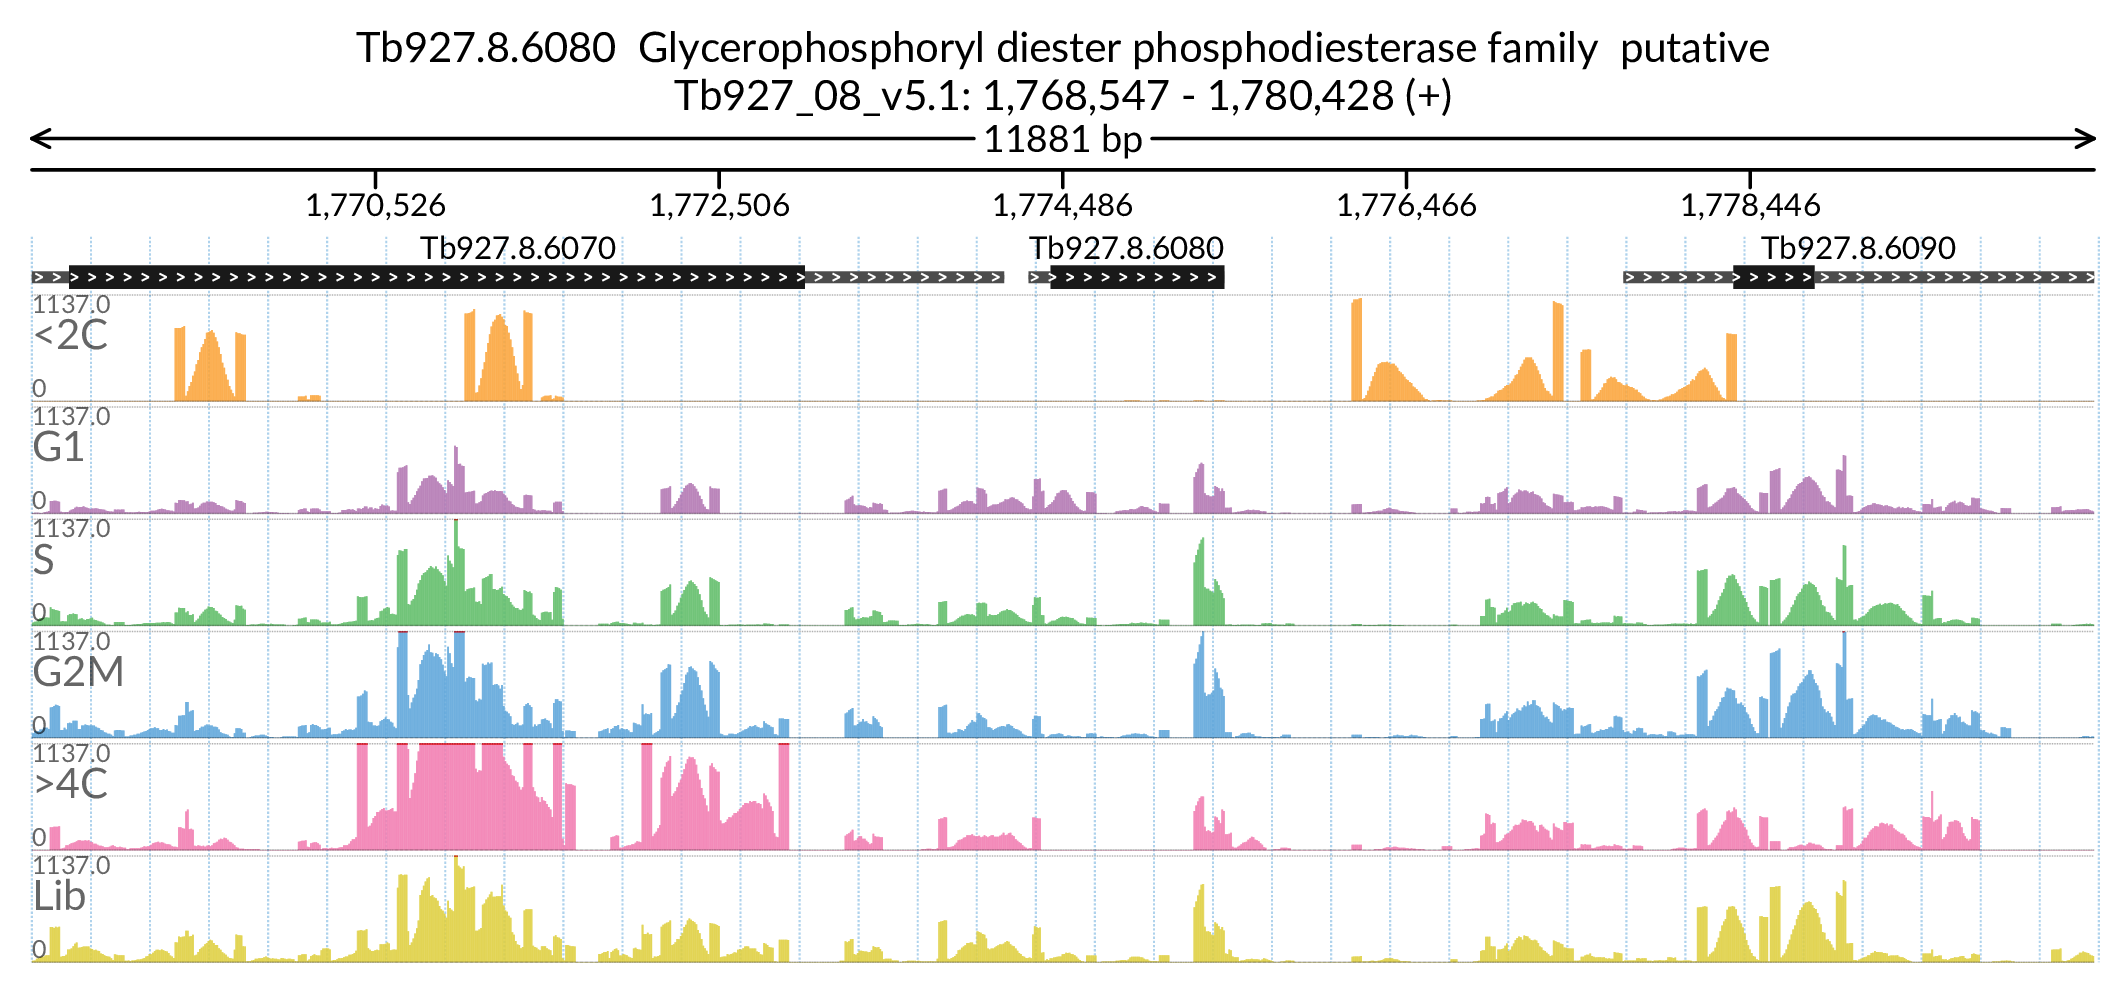 Tb927.8.6080  Glycerophosphoryl diester phosphodiesterase family  putative
Tb927_08_v5.1: 1,768,547 - 1,780,428 (+)
11881 bp
1,770,526 1,772,506 1,774,486 1,776,466 1,778,446
Tb927.8.6070 Tb927.8.6080 Tb927.8.6090
1137.0
<2C
0
1137.0
G1
0
1137.0
S
0
1137.0
G2M
0
1137.0
>4C
0
1137.0
Lib
0